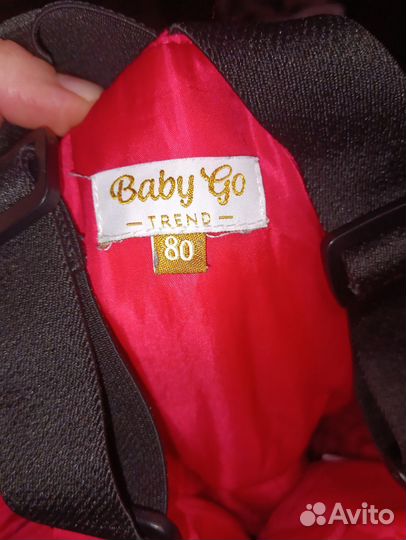 Baby Go
– TREND –
80
Avito